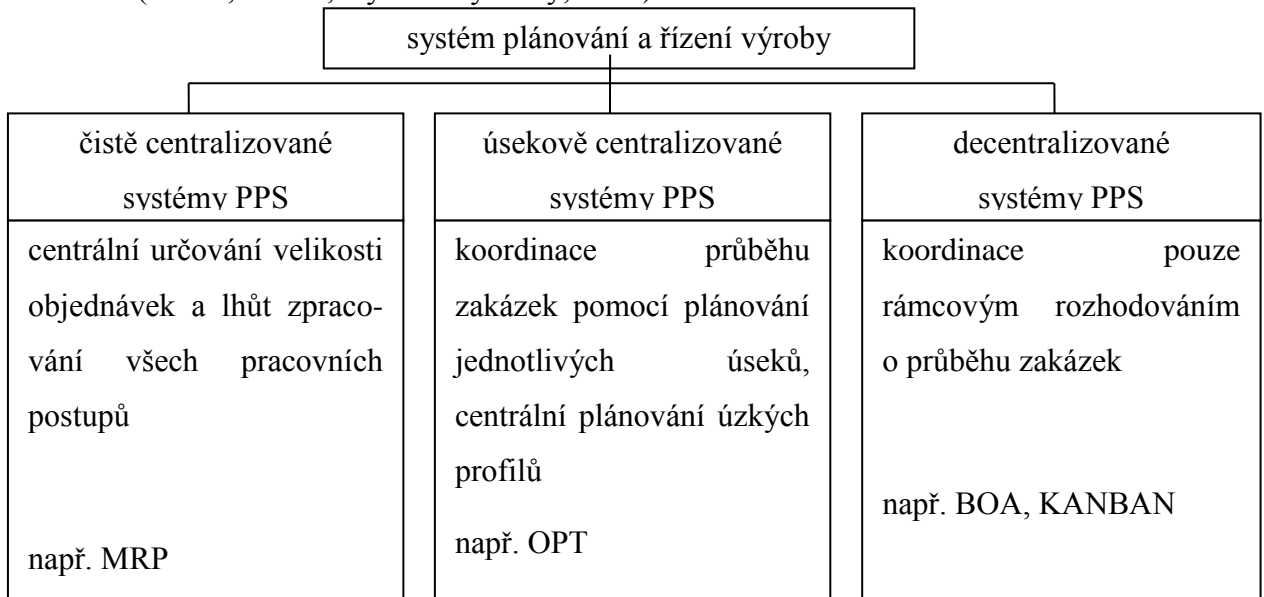 systém plánování a řízení výroby
čistě centralizované
systémy PPS
centrální určování velikosti
objednávek a lhůt zpraco-
vání všech pracovních
postupů
např. MRP
úsekově centralizované
systémy PPS
koordinace průběhu
zakázek pomocí plánování
jednotlivých úseků,
centrální plánování úzkých
profilů
např. OPT
decentralizované
systémy PPS
koordinace pouze
rámcovým rozhodováním
o průběhu zakázek
např. BOA, KANBAN